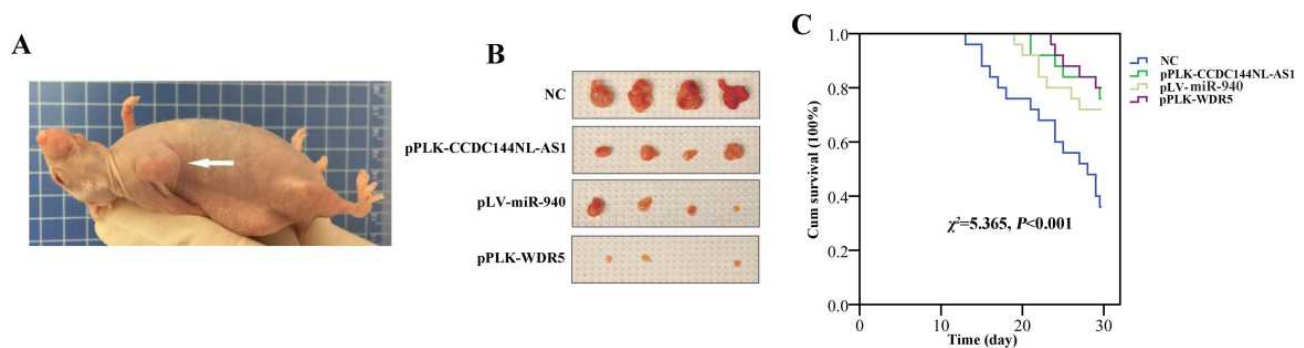 A
B
NC
pPLK-CCDC144NL-AS1
pLV-miR-940
pPLK-WDR5
C
Cum survival (100%)
1.0
0.8
0.6
0.4
0.2
0.0
χ²=5.365, P<0.001
0
10
20
30
Time (day)
NC
pPLK-CCDC144NL-AS1
pLV-miR-940
pPLK-WDR5